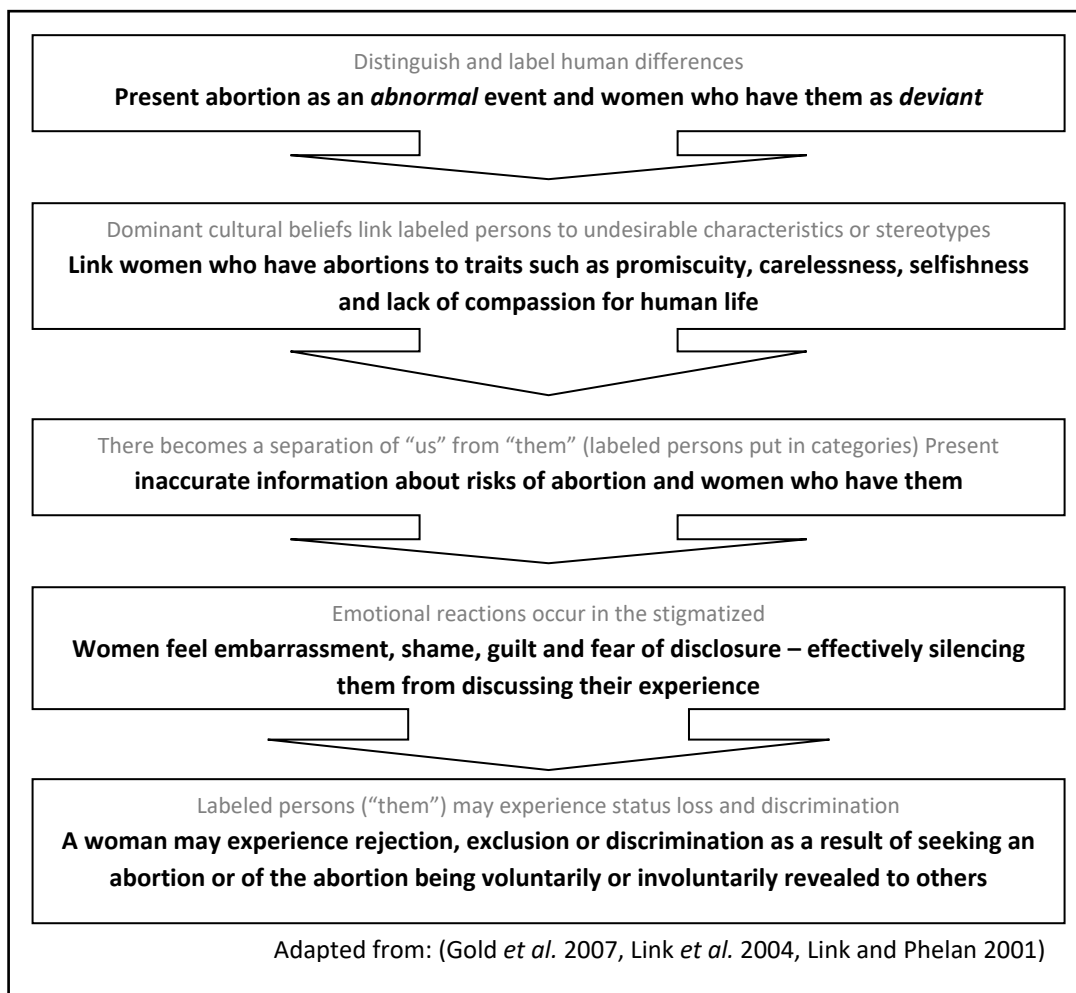 Distinguish and label human differences
Present abortion as an abnormal event and women who have them as deviant
Dominant cultural beliefs link labeled persons to undesirable characteristics or stereotypes
Link women who have abortions to traits such as promiscuity, carelessness, selfishness
and lack of compassion for human life
There becomes a separation of “us” from “them” (labeled persons put in categories) Present
inaccurate information about risks of abortion and women who have them
Emotional reactions occur in the stigmatized
Women feel embarrassment, shame, guilt and fear of disclosure – effectively silencing
them from discussing their experience
Labeled persons (“them”) may experience status loss and discrimination
A woman may experience rejection, exclusion or discrimination as a result of seeking an
abortion or of the abortion being voluntarily or involuntarily revealed to others
Adapted from: (Gold et al. 2007, Link et al. 2004, Link and Phelan 2001)